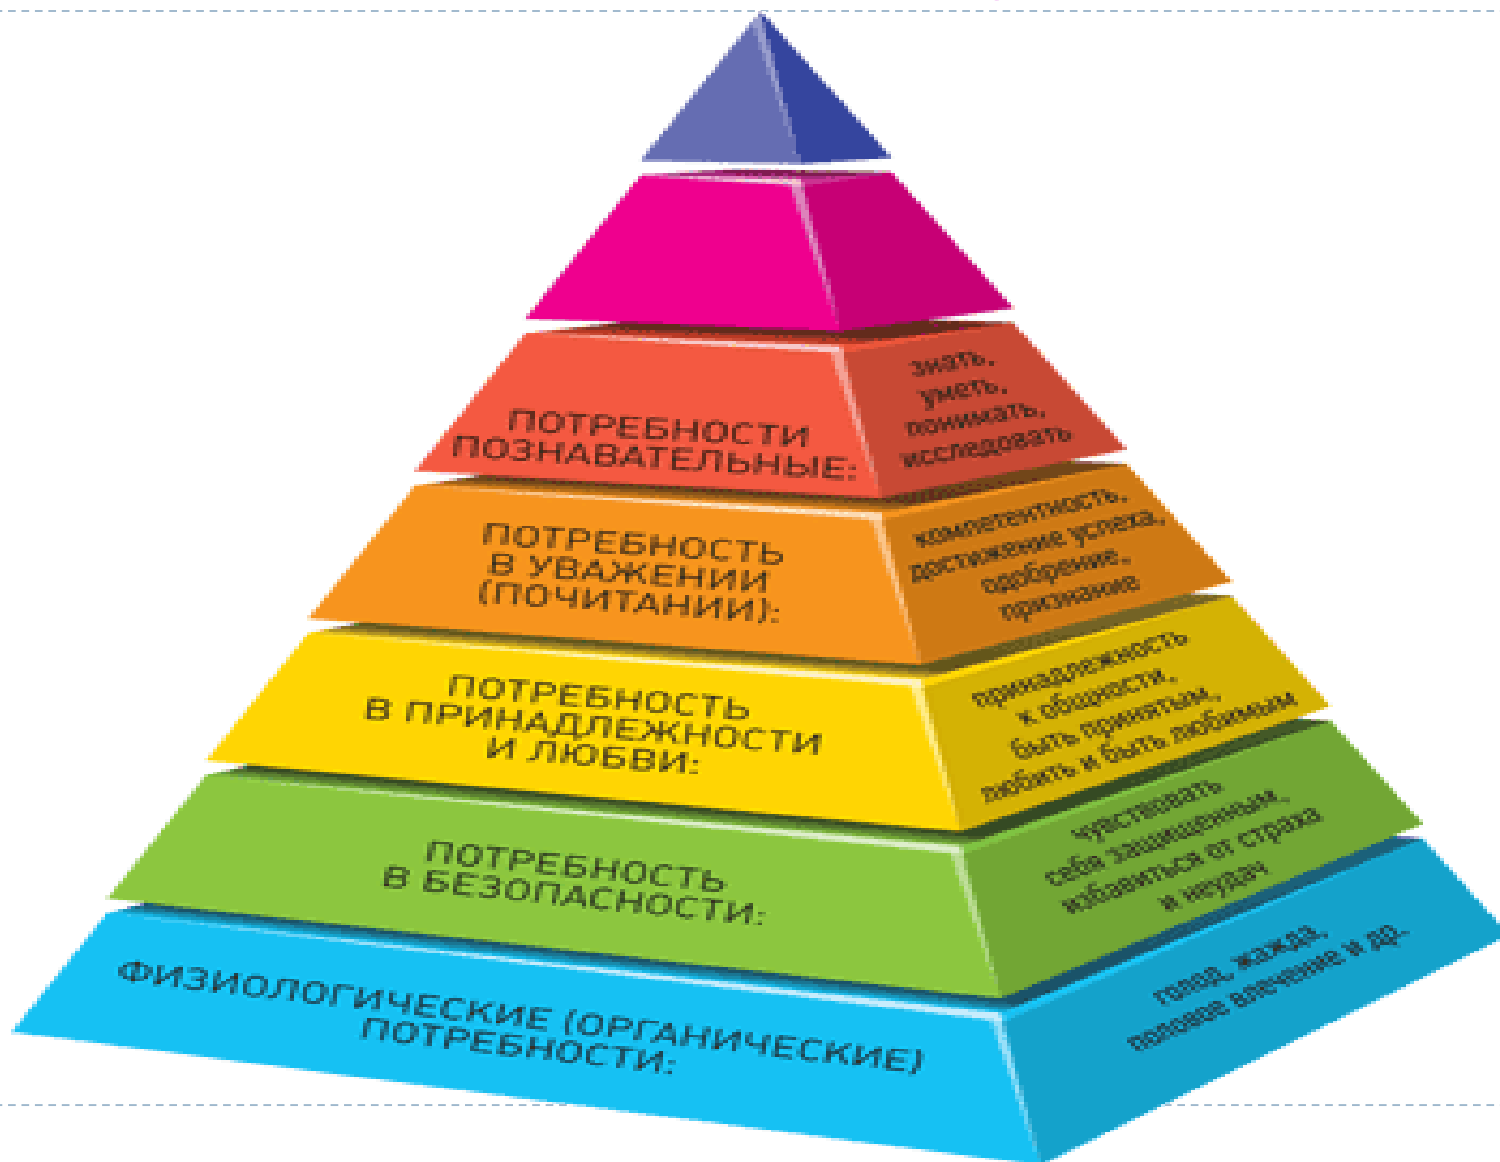 ПОТРЕБНОСТИ
ПОЗНАВАТЕЛЬНЫЕ:
знать,
уметь,
понимать,
исследовать
ПОТРЕБНОСТЬ
В УВАЖЕНИИ
(ПОЧИТАНИИ):
компетентность,
достижение успеха,
одобрение,
признание
ПОТРЕБНОСТЬ
В ПРИНАДЛЕЖНОСТИ
И ЛЮБВИ:
принадлежность
к общности,
быть принятым,
любить и быть любимым
ПОТРЕБНОСТЬ
В БЕЗОПАСНОСТИ:
чувствовать
себя защищенным,
избавиться от страха
и неудач
ФИЗИОЛОГИЧЕСКИЕ (ОРГАНИЧЕСКИЕ)
ПОТРЕБНОСТИ:
голод, жажда,
половое влечение и др.